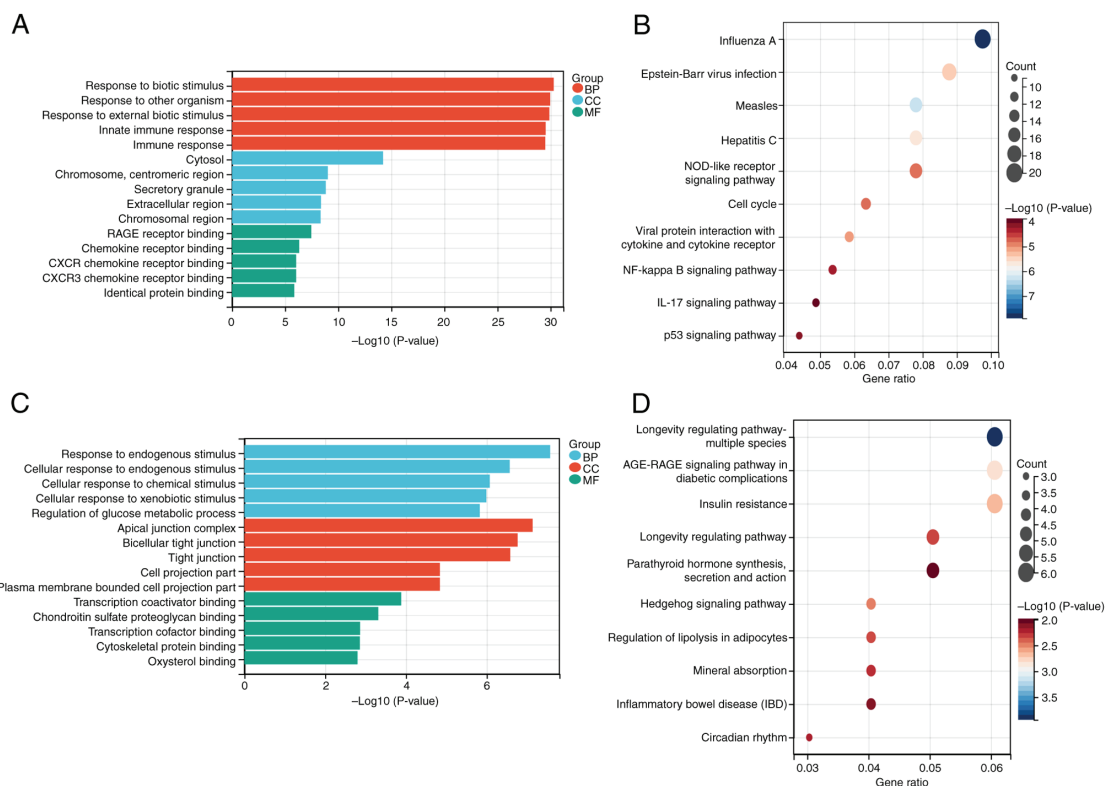 A
Response to biotic stimulus
Response to other organism
Response to external biotic stimulus
Innate immune response
Immune response
Cytosol
Chromosome, centromeric region
Secretory granule
Extracellular region
Chromosomal region
RAGE receptor binding
Chemokine receptor binding
CXCR chemokine receptor binding
CXCR3 chemokine receptor binding
Identical protein binding
0 5 10 15 20 25 30
–Log10 (P-value)
Group
BP
CC
MF
B
Influenza A
Epstein-Barr virus infection
Measles
Hepatitis C
NOD-like receptor
signaling pathway
Cell cycle
Viral protein interaction with
cytokine and cytokine receptor
NF-kappa B signaling pathway
IL-17 signaling pathway
p53 signaling pathway
0.04 0.05 0.06 0.07 0.08 0.09 0.10
Gene ratio
Count
10
12
14
16
18
20
–Log10 (P-value)
4
5
6
7
C
Response to endogenous stimulus
Cellular response to endogenous stimulus
Cellular response to chemical stimulus
Cellular response to xenobiotic stimulus
Regulation of glucose metabolic process
Apical junction complex
Bicellular tight junction
Tight junction
Cell projection part
Plasma membrane bounded cell projection part
Transcription coactivator binding
Chondroitin sulfate proteoglycan binding
Transcription cofactor binding
Cytoskeletal protein binding
Oxysterol binding
0 2 4 6
–Log10 (P-value)
Group
BP
CC
MF
D
Longevity regulating pathway-
multiple species
AGE-RAGE signaling pathway in
diabetic complications
Insulin resistance
Longevity regulating pathway
Parathyroid hormone synthesis,
secretion and action
Hedgehog signaling pathway
Regulation of lipolysis in adipocytes
Mineral absorption
Inflammatory bowel disease (IBD)
Circadian rhythm
0.03 0.04 0.05 0.06
Gene ratio
Count
3.0
3.5
4.0
4.5
5.0
5.5
6.0
–Log10 (P-value)
2.0
2.5
3.0
3.5